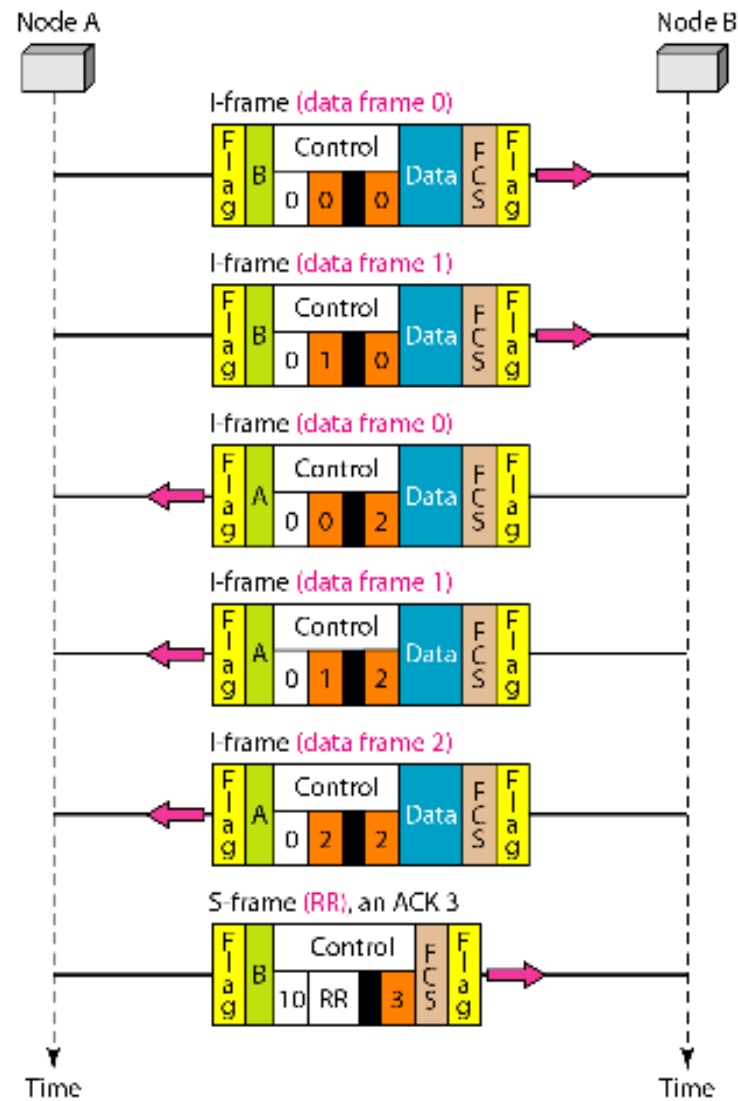 Node A Node B
I-frame (data frame 0)
Flag B Control Data FCS Flag
0 0 0
I-frame (data frame 1)
Flag B Control Data FCS Flag
0 1 0
I-frame (data frame 0)
Flag A Control Data FCS Flag
0 0 2
I-frame (data frame 1)
Flag A Control Data FCS Flag
0 1 2
I-frame (data frame 2)
Flag A Control Data FCS Flag
0 2 2
S-frame (RR), an ACK 3
Flag B Control FCS Flag
10 RR 3
Time Time